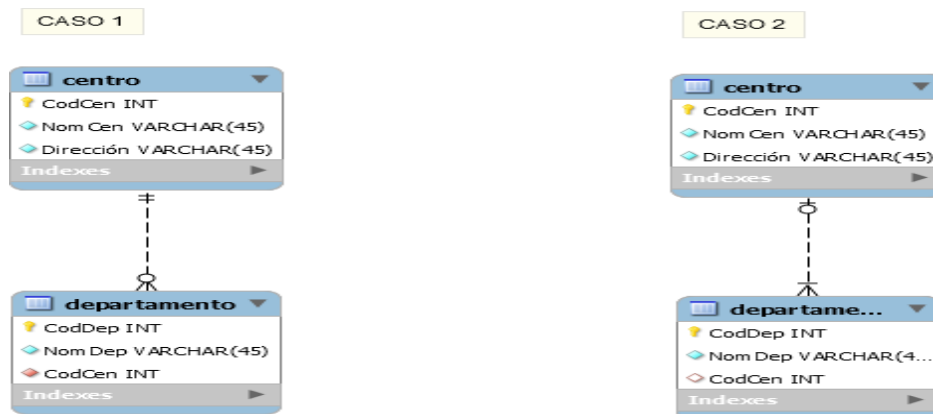 CASO 1
centro
CodCen INT
Nom Cen VARCHAR(45)
Dirección VARCHAR(45)
Indexes
departamento
CodDep INT
Nom Dep VARCHAR(45)
CodCen INT
Indexes
CASO 2
centro
CodCen INT
Nom Cen VARCHAR(45)
Dirección VARCHAR(45)
Indexes
departame...
CodDep INT
Nom Dep VARCHAR(4...
CodCen INT
Indexes